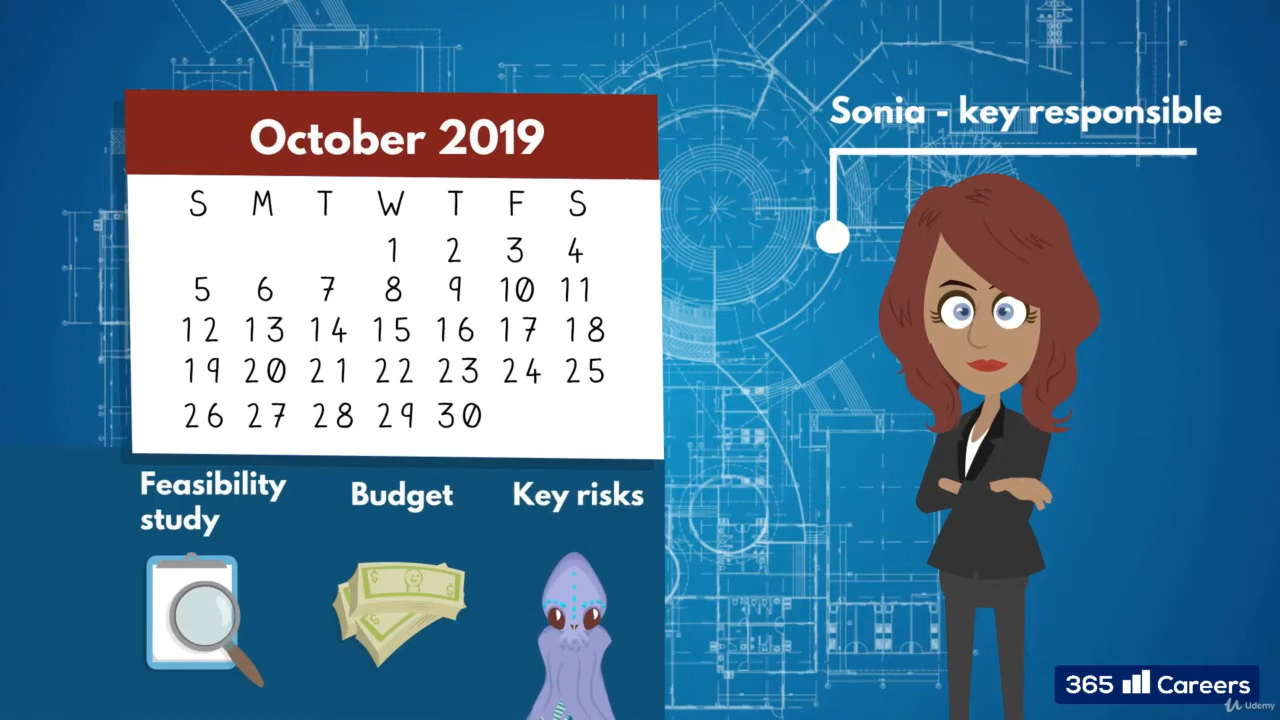 Sonia - key responsible
October 2019
S M T W T F S
1 2 3 4
5 6 7 8 9 10 11
12 13 14 15 16 17 18
19 20 21 22 23 24 25
26 27 28 29 30
Feasibility
study
Budget
Key risks
365 Careers
Udemy